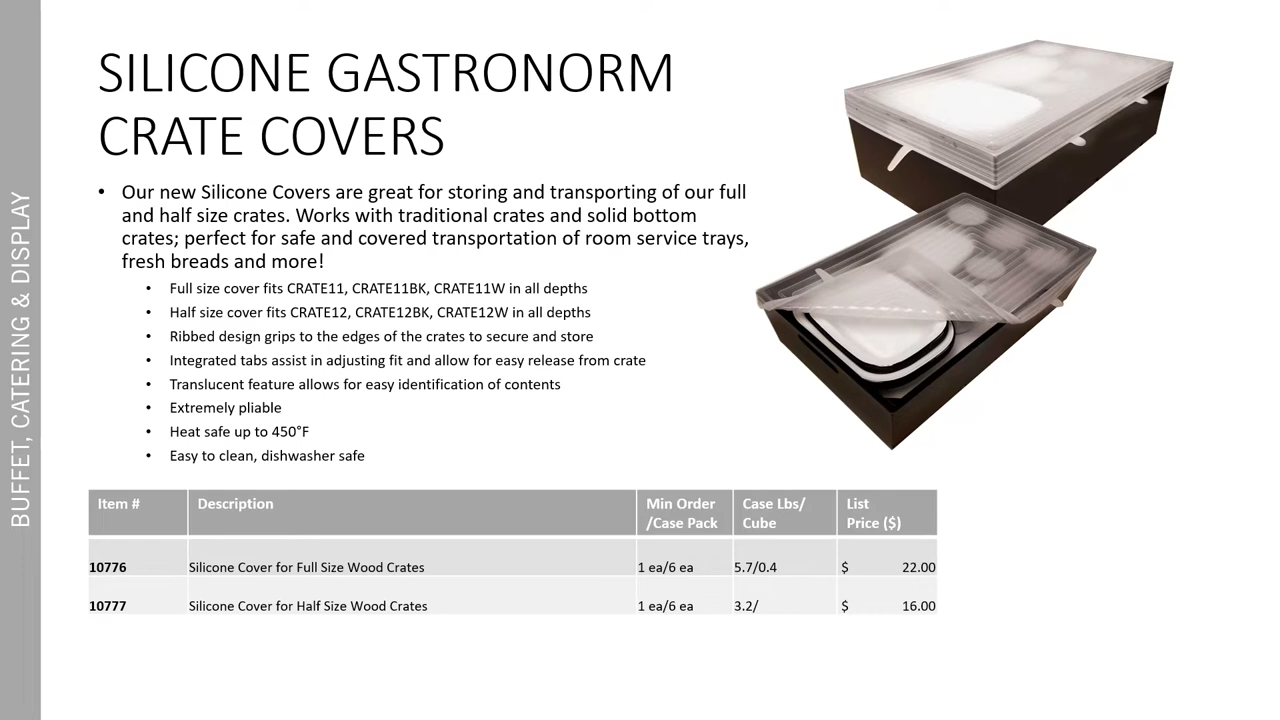 BUFFET, CATERING & DISPLAY
SILICONE GASTRONORM
CRATE COVERS
• Our new Silicone Covers are great for storing and transporting of our full
and half size crates. Works with traditional crates and solid bottom
crates; perfect for safe and covered transportation of room service trays,
fresh breads and more!
• Full size cover fits CRATE11, CRATE11BK, CRATE11W in all depths
• Half size cover fits CRATE12, CRATE12BK, CRATE12W in all depths
• Ribbed design grips to the edges of the crates to secure and store
• Integrated tabs assist in adjusting fit and allow for easy release from crate
• Translucent feature allows for easy identification of contents
• Extremely pliable
• Heat safe up to 450°F
• Easy to clean, dishwasher safe
Item # Description Min Order Case Lbs/ List
/Case Pack Cube Price ($)
10776 Silicone Cover for Full Size Wood Crates 1 ea/6 ea 5.7/0.4 $ 22.00
10777 Silicone Cover for Half Size Wood Crates 1 ea/6 ea 3.2/ $ 16.00